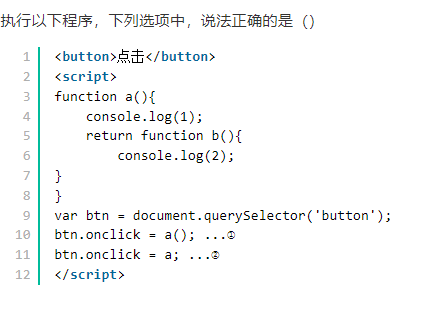 执行以下程序，下列选项中，说法正确的是（）
1 <button>点击</button>
2 <script>
3 function a(){
4     console.log(1);
5     return function b(){
6         console.log(2);
7 }
8 }
9 var btn = document.querySelector('button');
10 btn.onclick = a(); ...①
11 btn.onclick = a; ...②
12 </script>